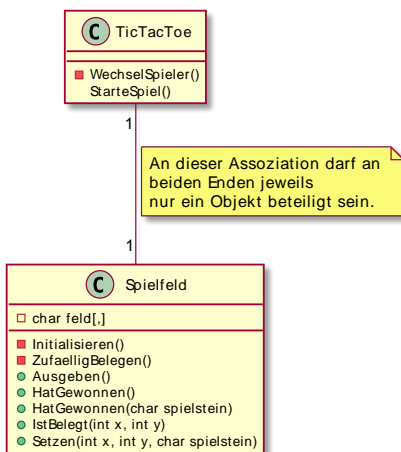 C TicTacToe
WechselSpieler()
StarteSpiel()
1
An dieser Assoziation darf an
beiden Enden jeweils
nur ein Objekt beteiligt sein.
1
C Spielfeld
char feld[,]
Initialisieren()
ZufaelligBelegen()
Ausgeben()
HatGewonnen()
HatGewonnen(char spielstein)
IstBelegt(int x, int y)
Setzen(int x, int y, char spielstein)